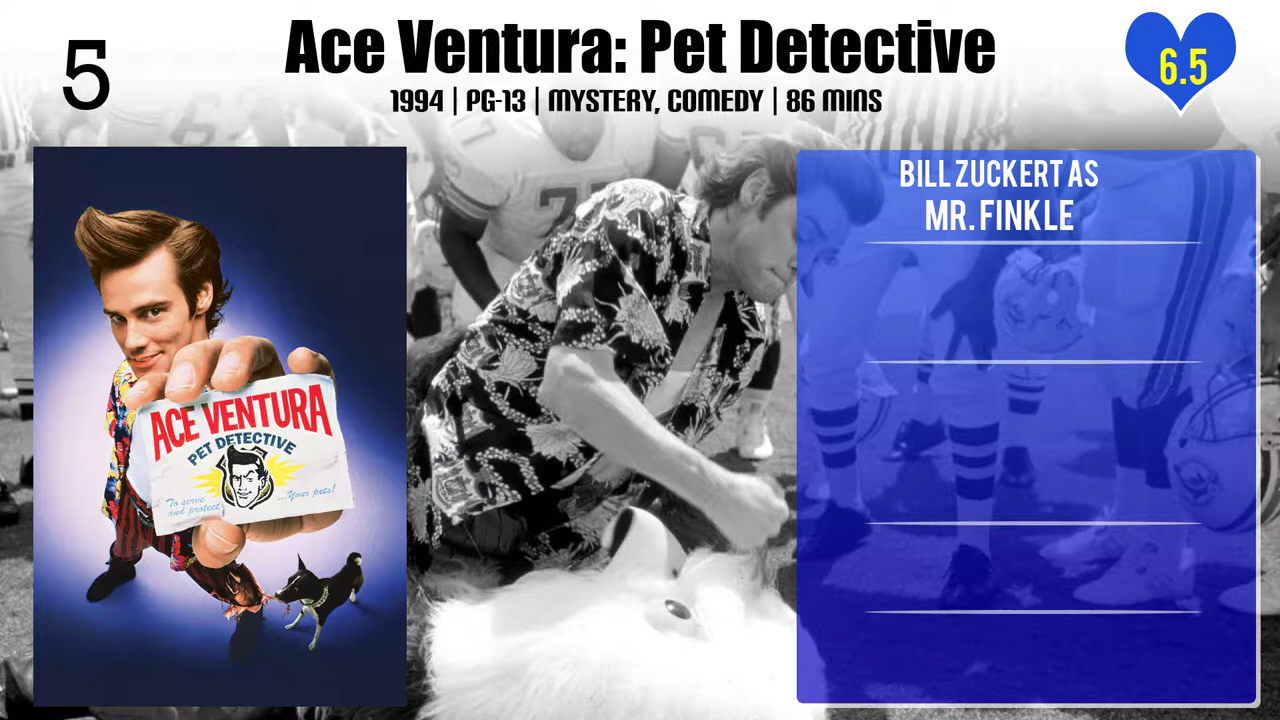 5
Ace Ventura: Pet Detective
1994 | PG-13 | MYSTERY, COMEDY | 86 MINS
6.5
BILL ZUCKERT AS
MR. FINKLE
ACE VENTURA
PET DETECTIVE
To serve
and protect
...Your pets!
7